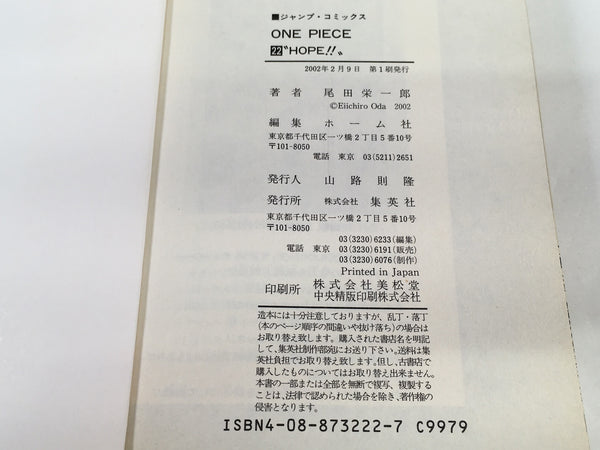 ■ジャンプ・コミックス
ONE PIECE
22 〝HOPE!!〟
2002年2月9日 第1刷発行
著者 尾田栄一郎
©Eiichiro Oda 2002
編集 ホーム社
東京都千代田区一ツ橋2丁目5番10号
〒101-8050
電話 東京 03(5211)2651
発行人 山路則隆
発行所 株式会社 集英社
東京都千代田区一ツ橋2丁目5番10号
〒101-8050
03(3230)6233(編集)
電話 東京 03(3230)6191(販売)
03(3230)6076(制作)
Printed in Japan
印刷所 株式会社美松堂
中央精版印刷株式会社
造本には十分注意しておりますが、乱丁・落丁
(本のページ順序の間違いや抜け落ち)の場合は
お取り替え致します。購入された書店名を明記
して、集英社制作部宛にお送り下さい。送料は集
英社負担でお取り替え致します。但し、古書店で
購入したものについてはお取り替え出来ません。
本書の一部または全部を無断で複写、複製する
ことは、法律で認められた場合を除き、著作権の
侵害となります。
ISBN4-08-873222-7 C9979